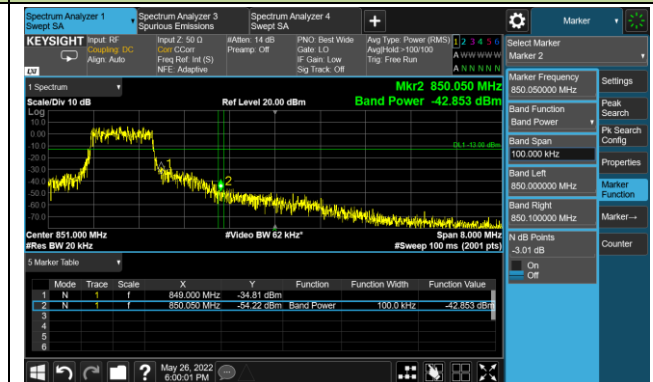 Spectrum Analyzer 1
Swept SA
Spectrum Analyzer 3
Spurious Emissions
Spectrum Analyzer 4
Swept SA
+
Marker
KEYSIGHT
Input: RF
Coupling: DC
Align: Auto
Input Z: 50 Ω
Corr CCorr
Freq Ref: Int (S)
NFE: Adaptive
#Atten: 14 dB
Preamp: Off
PNO: Best Wide
Gate: LO
IF Gain: Low
Sig Track: Off
Avg Type: Power (RMS)
Avg|Hold:>100/100
Trig: Free Run
1 2 3 4 5 6
A W W W W W
A N N N N N
LXI
Select Marker
Marker 2
Marker Frequency
850.050000 MHz
Band Function
Band Power
Band Span
100.000 kHz
Band Left
850.000000 MHz
Band Right
850.100000 MHz
N dB Points
-3.01 dB
On
Off
Settings
Peak
Search
Pk Search
Config
Properties
Marker
Function
Marker→
Counter
1 Spectrum
Scale/Div 10 dB
Ref Level 20.00 dBm
Mkr2 850.050 MHz
Band Power -42.853 dBm
Log
10.0
0.00
-10.0
-20.0
-30.0
-40.0
-50.0
-60.0
-70.0
DL1 -13.00 dBm
1
2
Center 851.000 MHz
#Res BW 20 kHz
#Video BW 62 kHz*
Span 8.000 MHz
#Sweep 100 ms (2001 pts)
5 Marker Table
Mode Trace Scale X Y Function Function Width Function Value
1 N 1 f 849.000 MHz -34.81 dBm
2 N 1 f 850.050 MHz -54.22 dBm Band Power 100.0 kHz -42.853 dBm
3
4
5
6
?
May 26, 2022
6:00:01 PM